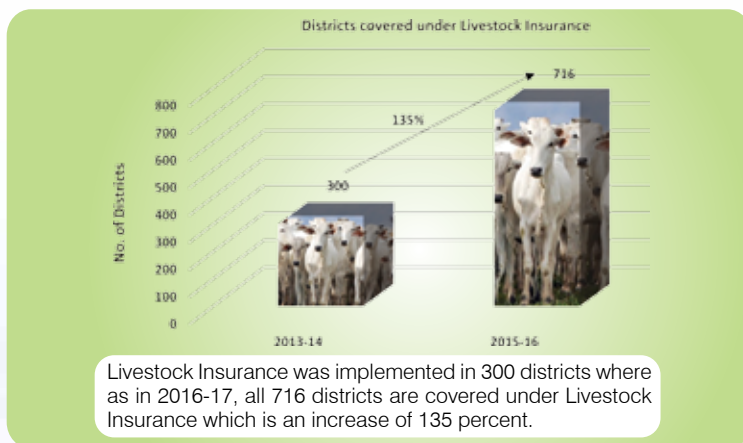 Districts covered under Livestock Insurance
716
800
700
135%
600
No. of Districts
500
300
400
300
200
100
0
2013-14 2015-16
Livestock Insurance was implemented in 300 districts where
as in 2016-17, all 716 districts are covered under Livestock
Insurance which is an increase of 135 percent.